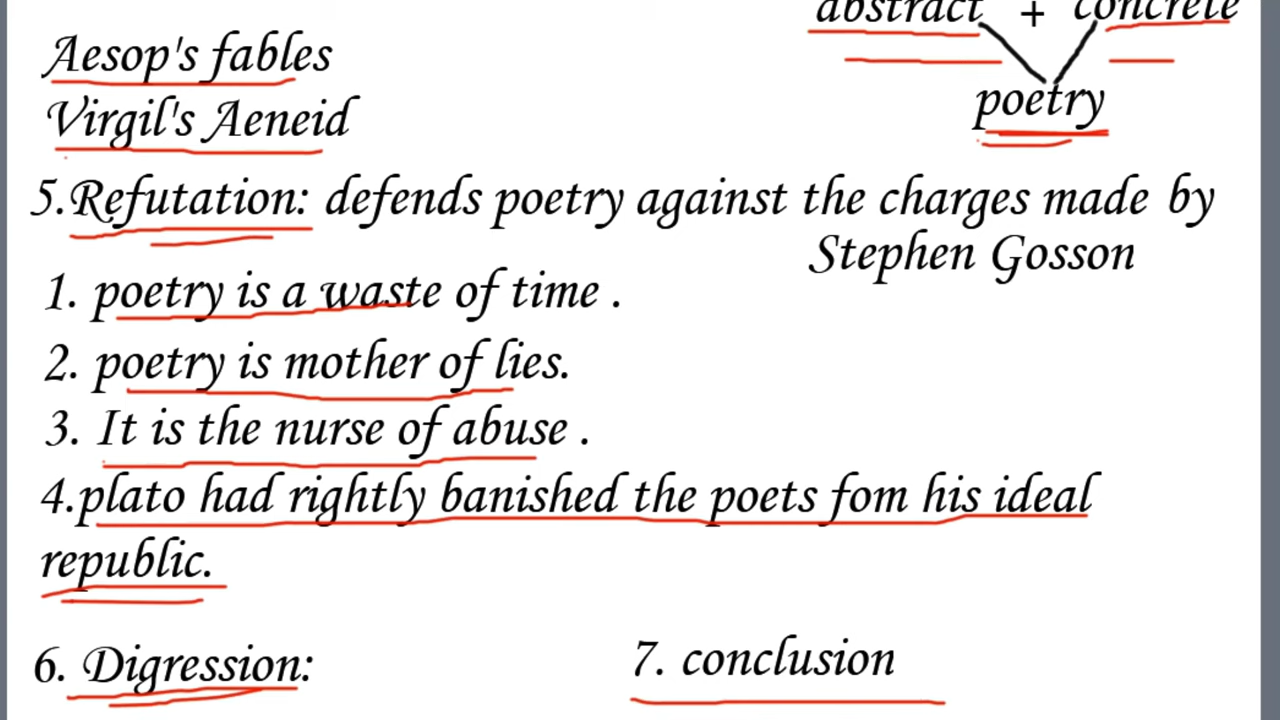 abstract + concrete
Aesop's fables
poetry
Virgil's Aeneid
5.Refutation: defends poetry against the charges made by
Stephen Gosson
1. poetry is a waste of time .
2. poetry is mother of lies.
3. It is the nurse of abuse .
4.plato had rightly banished the poets fom his ideal
republic.
6. Digression:
7. conclusion